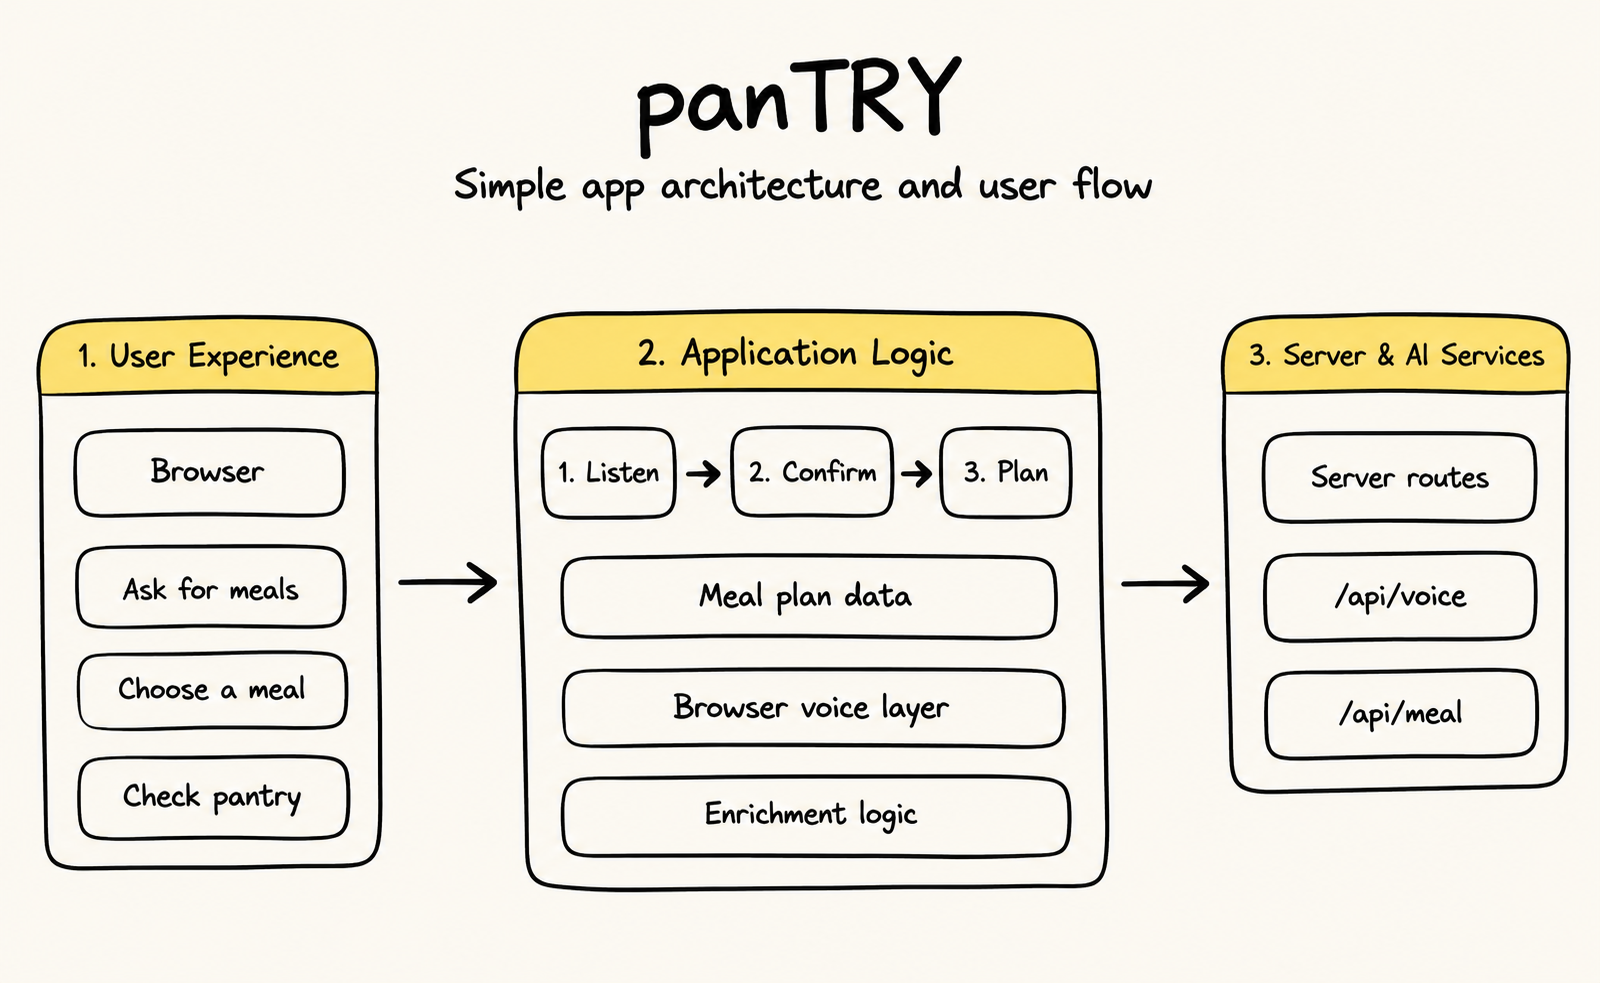 panTRY
Simple app architecture and user flow
1. User Experience
Browser
Ask for meals
Choose a meal
Check pantry
2. Application Logic
1. Listen
2. Confirm
3. Plan
Meal plan data
Browser voice layer
Enrichment logic
3. Server & AI Services
Server routes
/api/voice
/api/meal